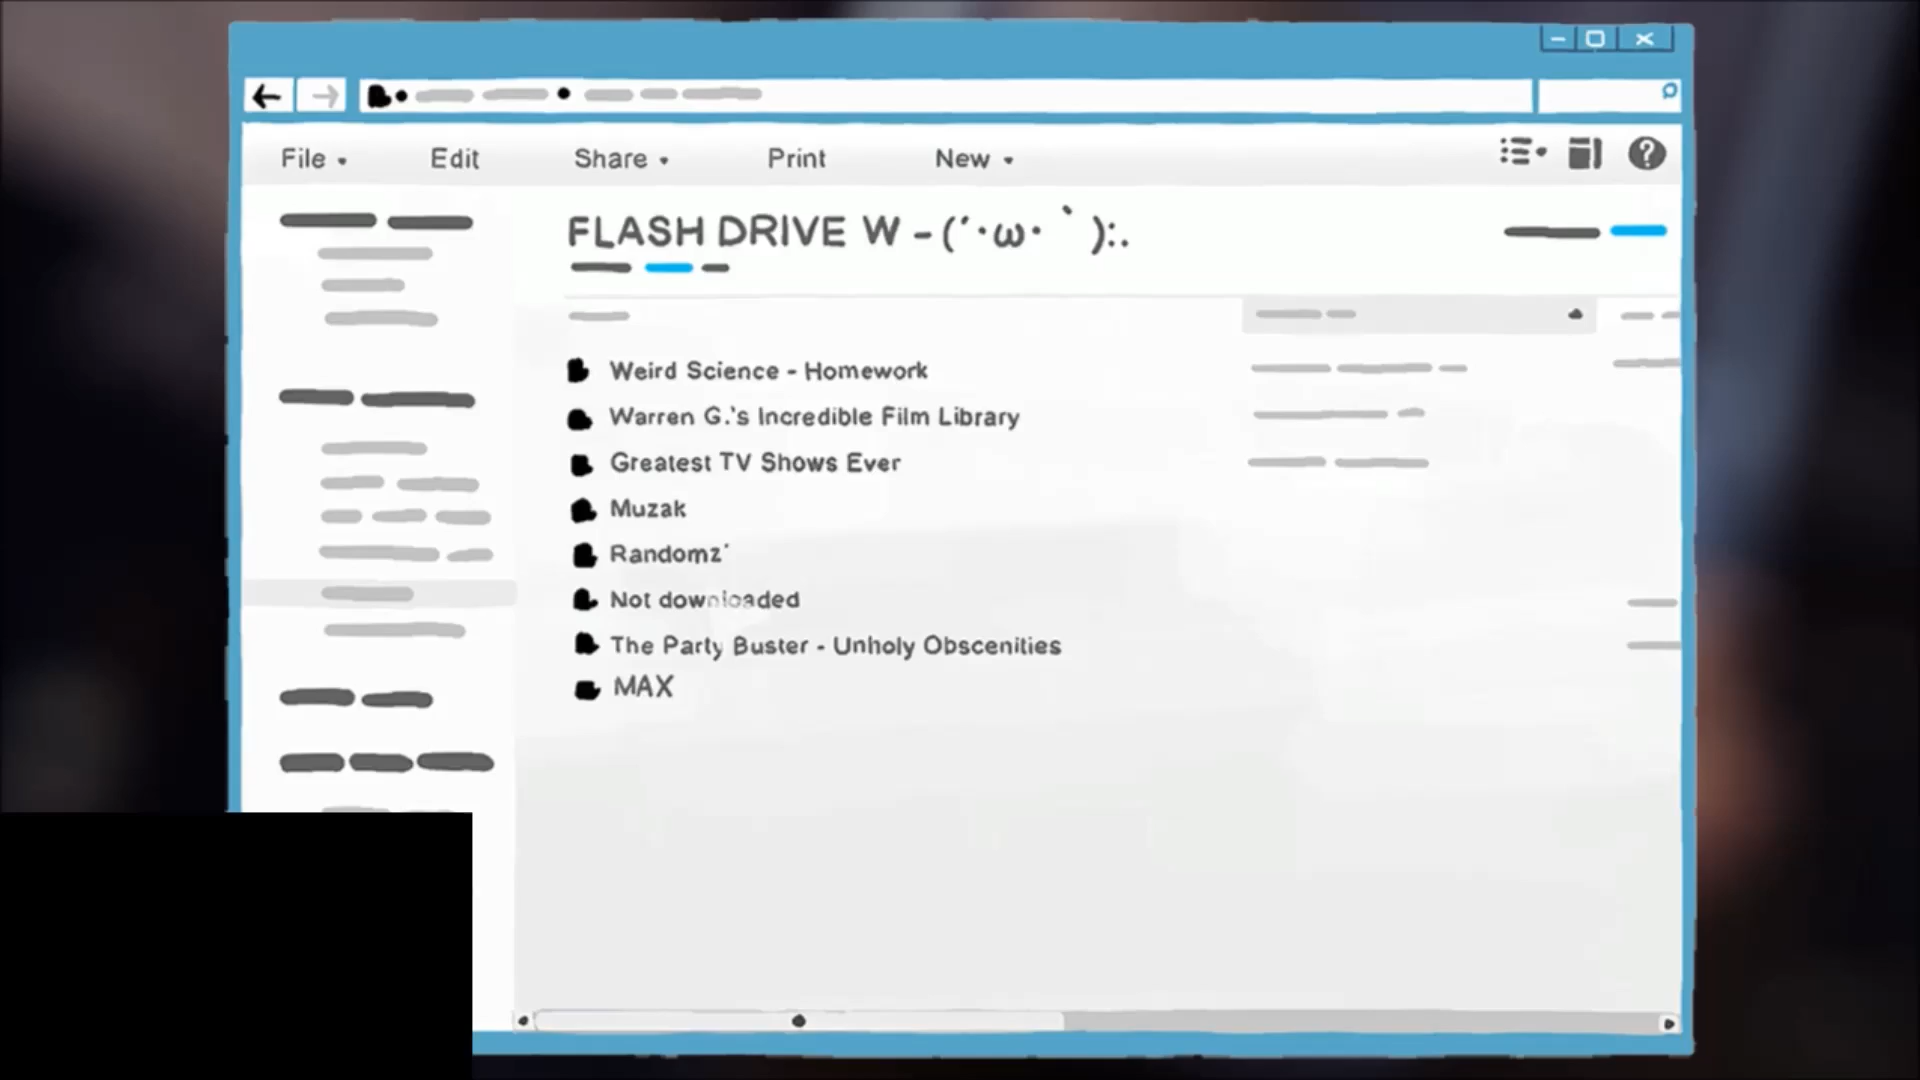 File Edit Share Print New
FLASH DRIVE W - (´･ω･`):.
Weird Science - Homework
Warren G.'s Incredible Film Library
Greatest TV Shows Ever
Muzak
Randomz'
Not downloaded
The Party Buster - Unholy Obscenities
MAX